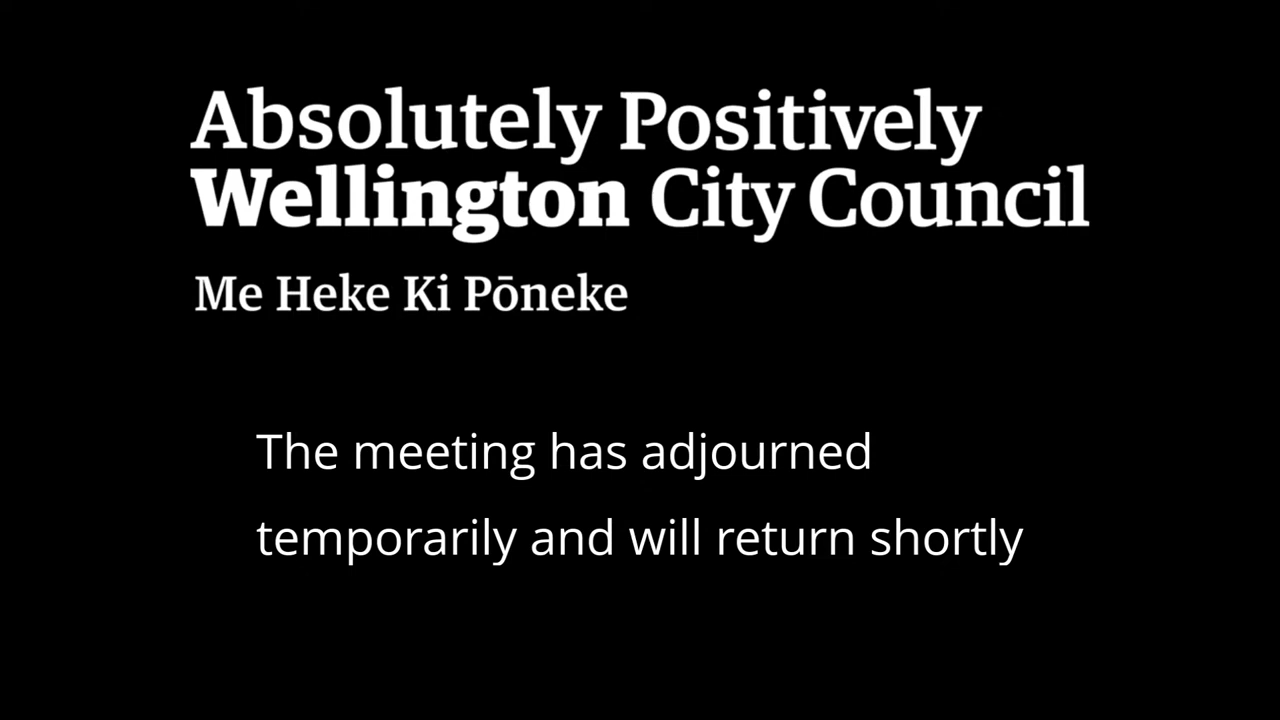 Absolutely Positively
Wellington City Council
Me Heke Ki Pōneke
The meeting has adjourned
temporarily and will return shortly